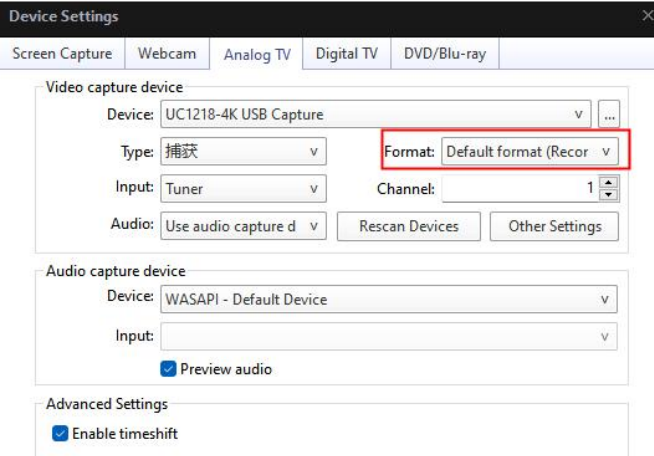 Device Settings
Screen Capture Webcam Analog TV Digital TV DVD/Blu-ray
Video capture device
Device: UC1218-4K USB Capture ...
Type: 捕获 Format: Default format (Recor
Input: Tuner Channel: 1
Audio: Use audio capture d Rescan Devices Other Settings
Audio capture device
Device: WASAPI - Default Device
Input:
Preview audio
Advanced Settings
Enable timeshift